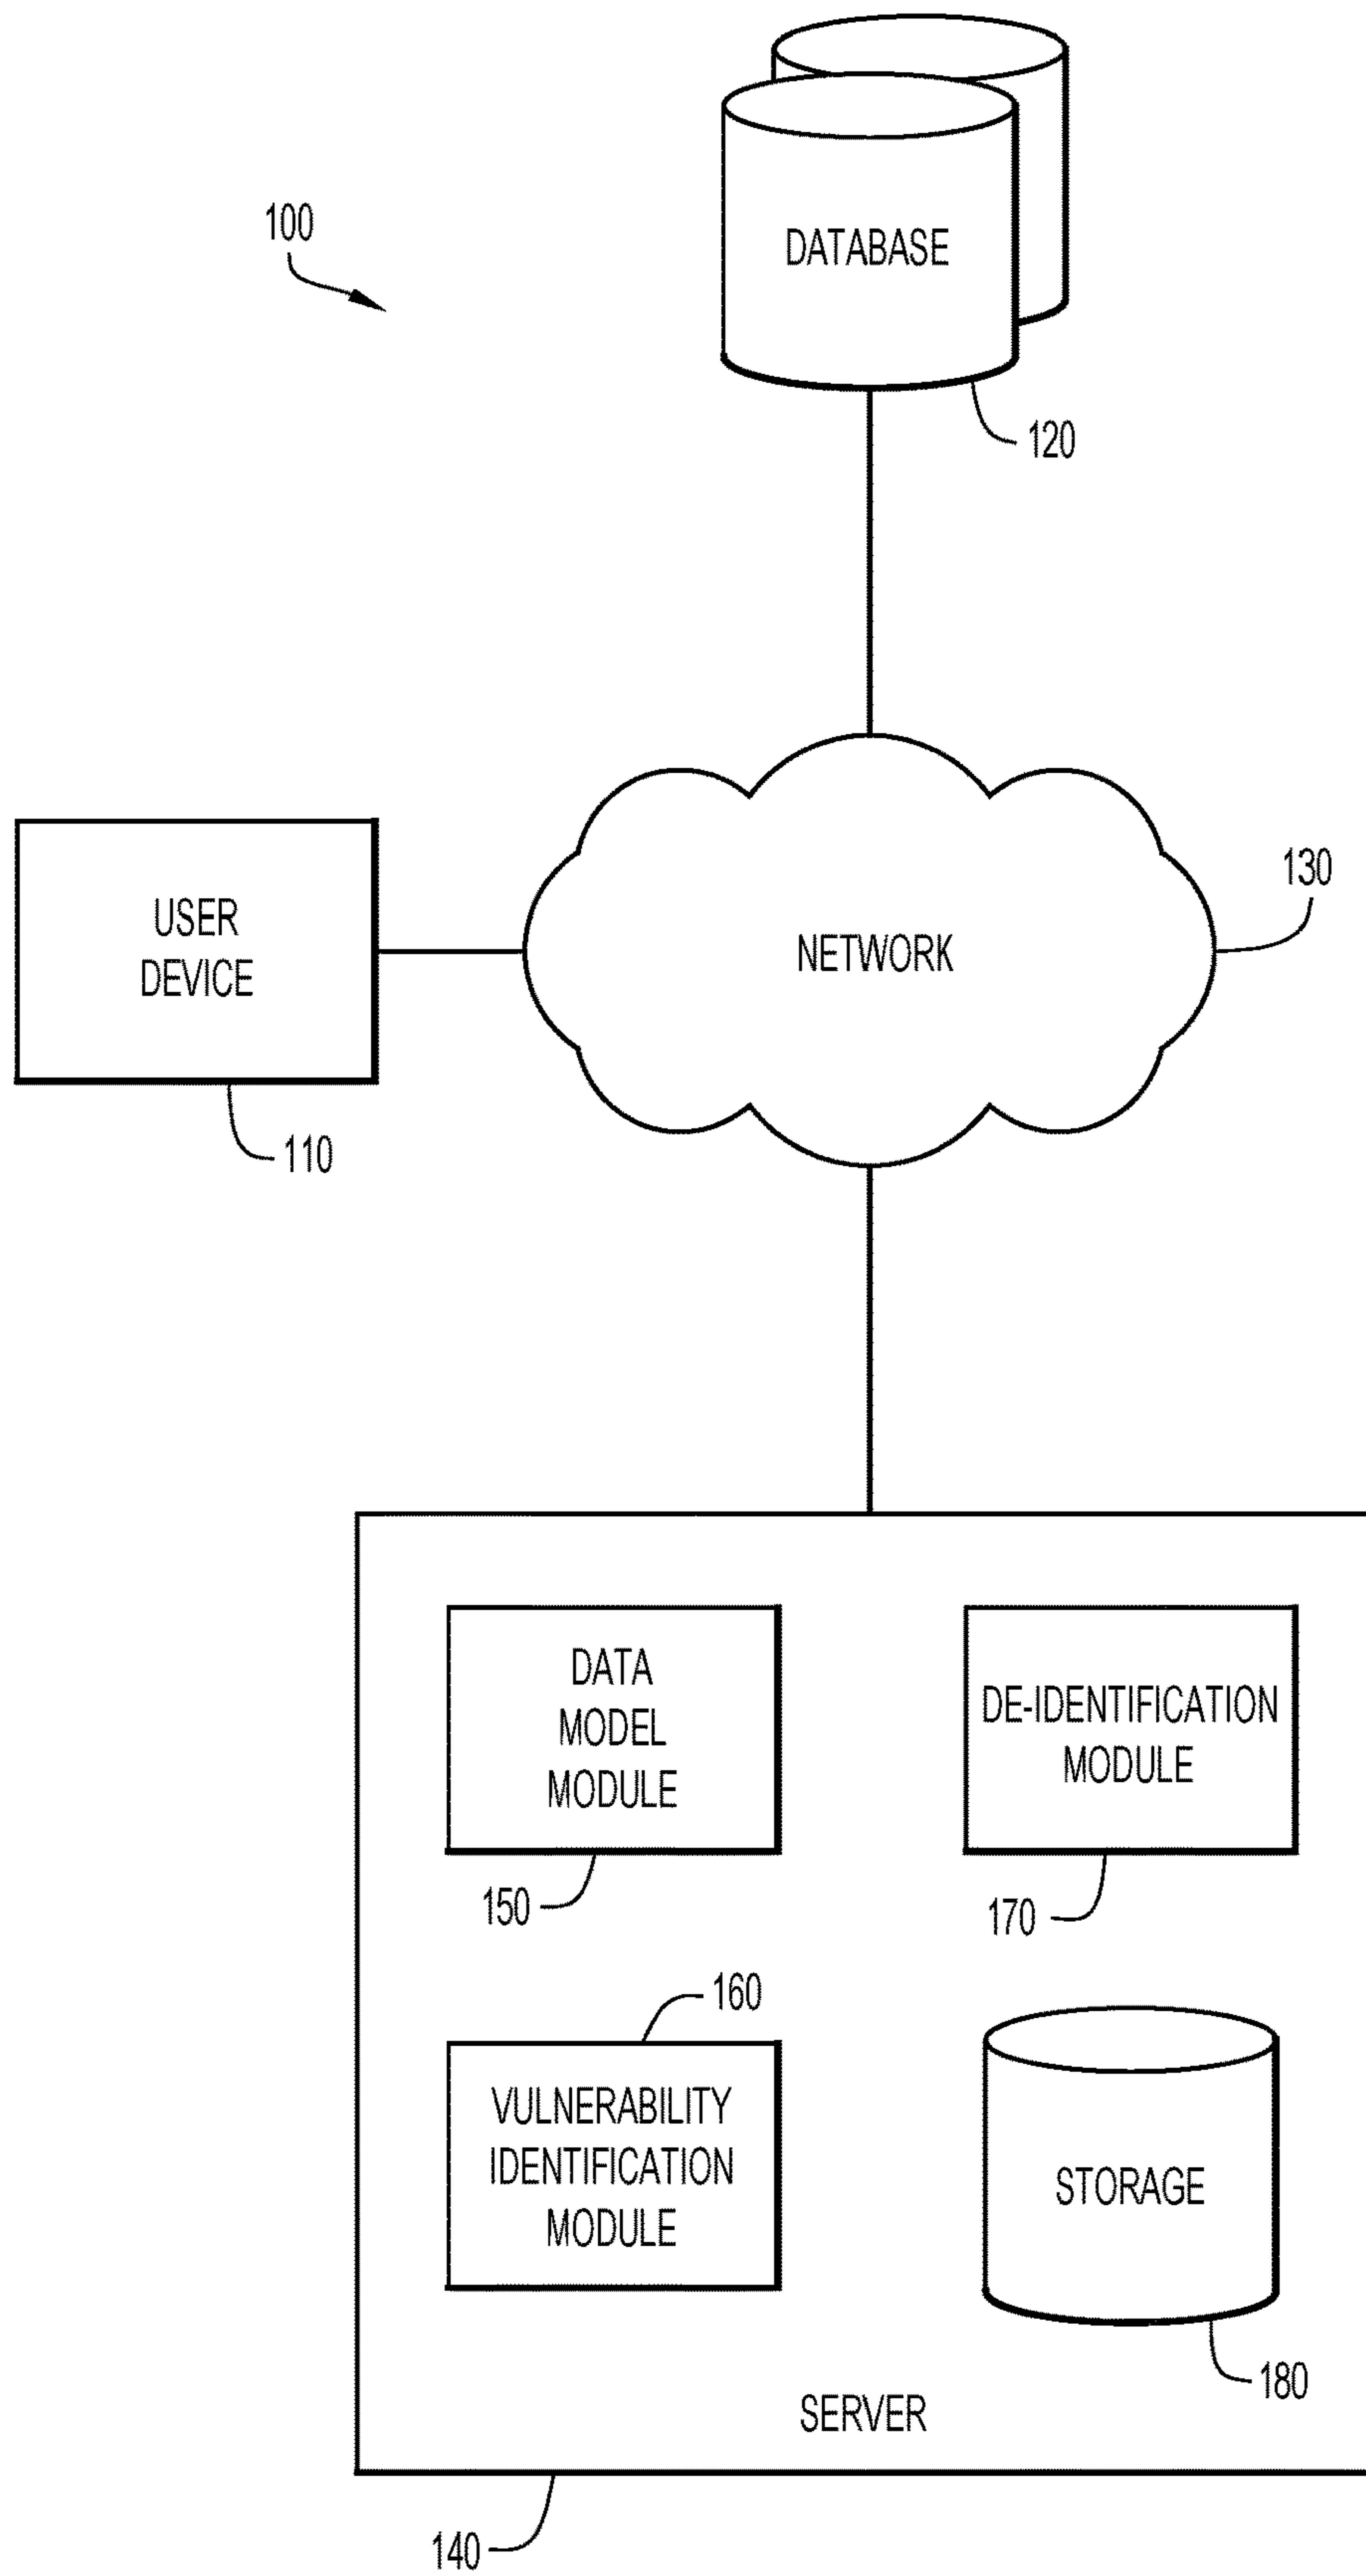 100
DATABASE
120
USER
DEVICE
110
NETWORK
130
DATA
MODEL
MODULE
150
DE-IDENTIFICATION
MODULE
170
160
VULNERABILITY
IDENTIFICATION
MODULE
STORAGE
180
SERVER
140